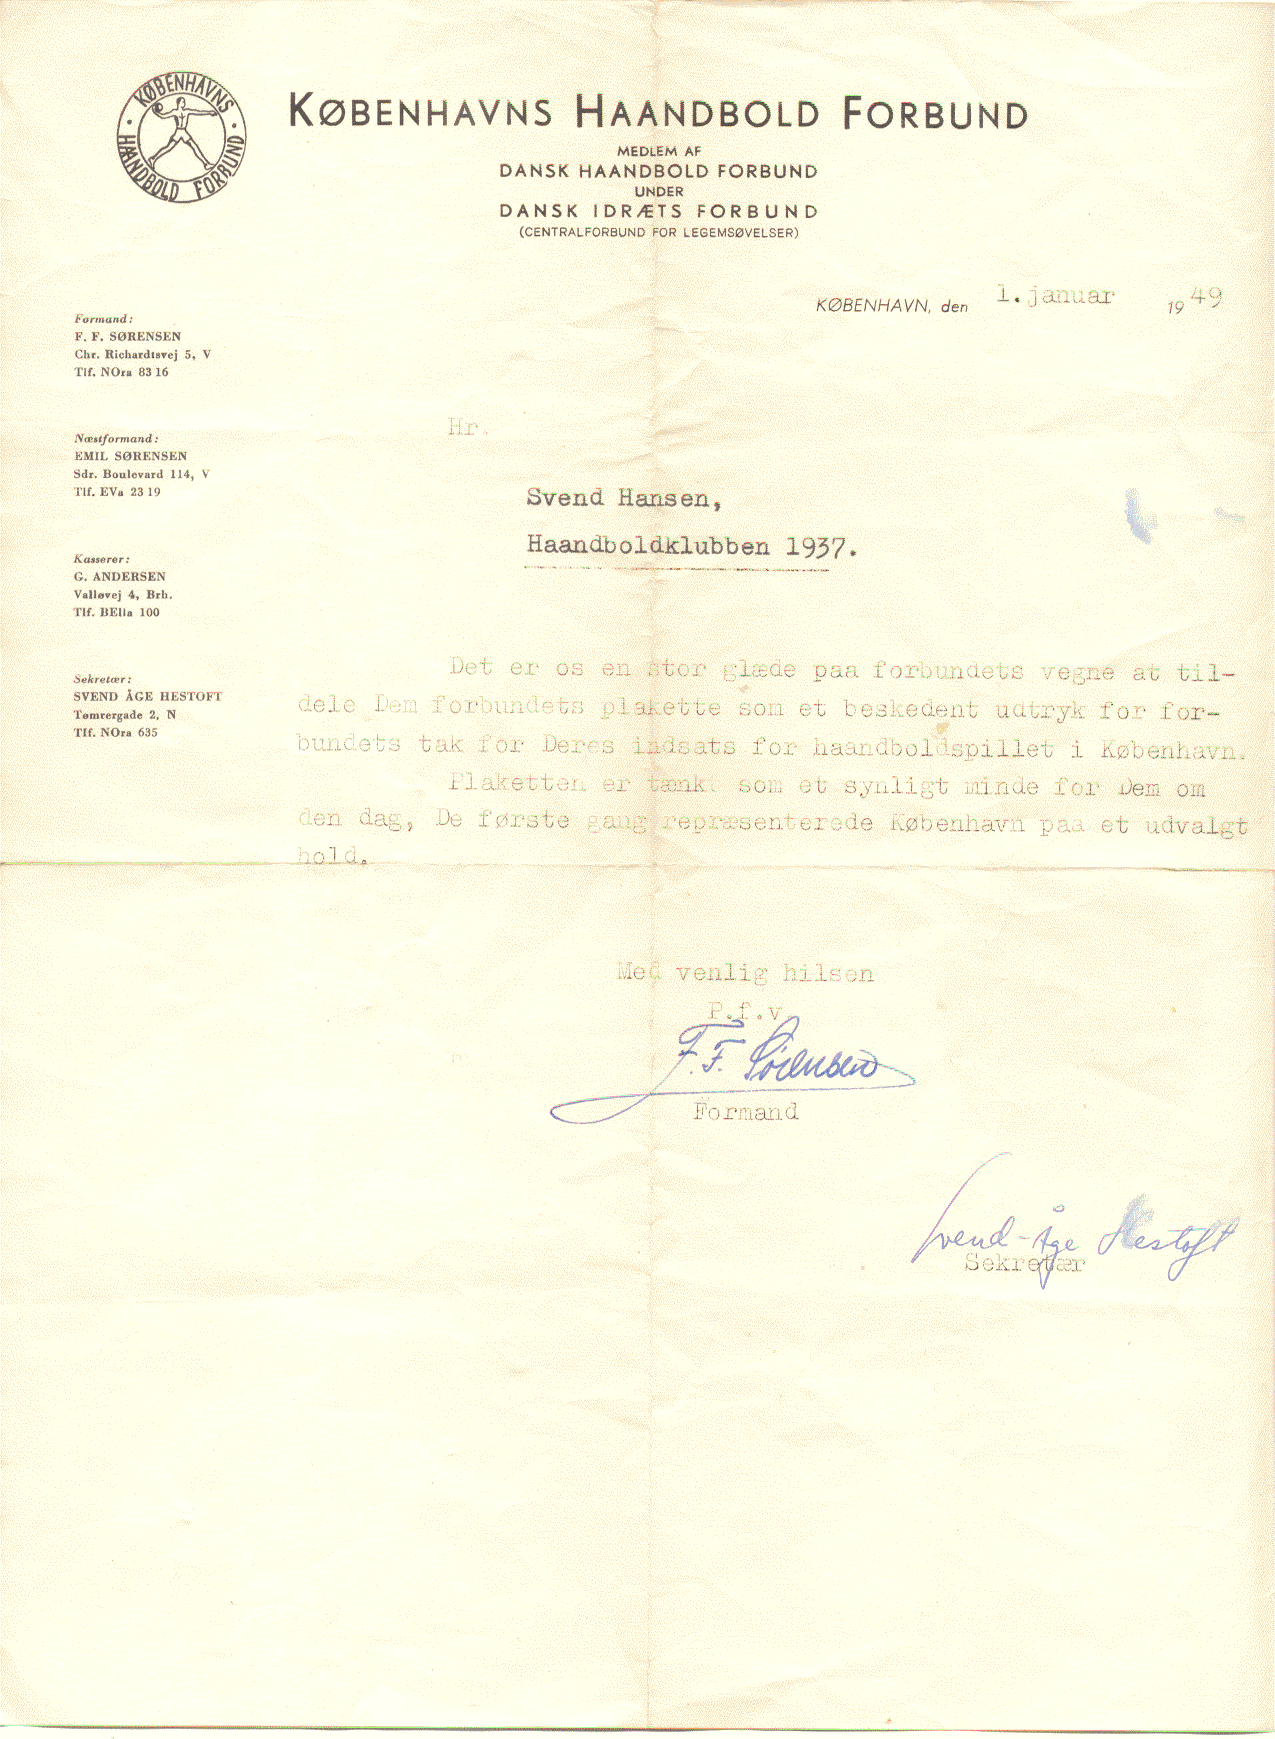 KØBENHAVNS
HAANDBOLD FORBUND
KØBENHAVNS HAANDBOLD FORBUND
MEDLEM AF
DANSK HAANDBOLD FORBUND
UNDER
DANSK IDRÆTS FORBUND
(CENTRALFORBUND FOR LEGEMSØVELSER)
KØBENHAVN, den 1. januar 1949
Formand:
F. F. SØRENSEN
Chr. Richardtsvej 5, V
Tlf. NOra 83 16
Næstformand:
EMIL SØRENSEN
Sdr. Boulevard 114, V
Tlf. EVa 23 19
Kasserer:
G. ANDERSEN
Valløvej 4, Brh.
Tlf. BElla 100
Sekretær:
SVEND ÅGE HESTOFT
Tømrergade 2, N
Tlf. NOra 635
Hr.
Svend Hansen,
Haandboldklubben 1937.
Det er os en stor glæde paa forbundets vegne at til-
dele Dem forbundets plakette som et beskedent udtryk for for-
bundets tak for Deres indsats for haandboldspillet i København.
Plaketten er tænkt som et synligt minde for Dem om
den dag, De første gang repræsenterede København paa et udvalgt
hold.
Med venlig hilsen
P.f.v.
F. F. Sørensen
Formand
Svend-Åge Hestoft
Sekretær